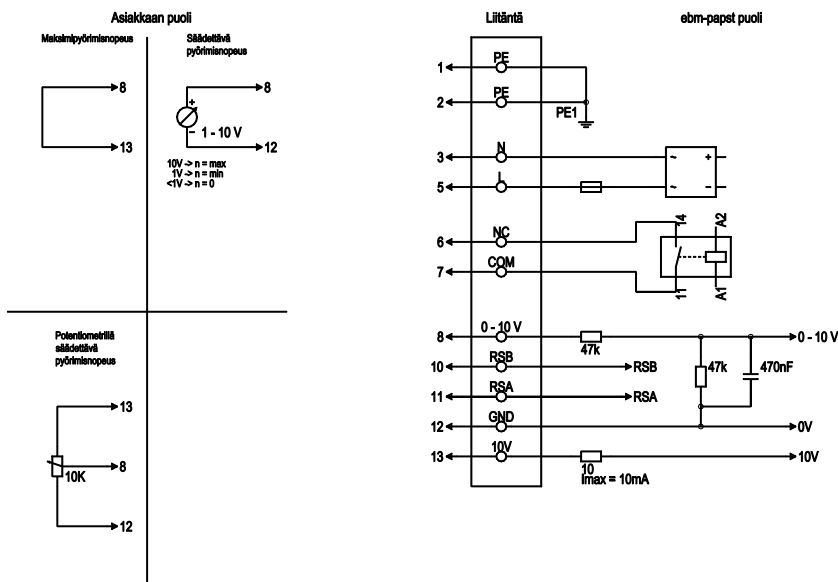 Asiakkaan puoli
Maksimipyörimisnopeus
8
13
Säädettävä
pyörimisnopeus
8
+
1 - 10 V
−
12
10V -> n = max
1V -> n = min
<1V -> n = 0
Potentiometrillä
säädettävä
pyörimisnopeus
13
8
10K
12
Liitäntä
ebm-papst puoli
1 PE
2 PE
PE1
3 N ~ +
5 L ~ −
6 NC 14 A2
7 COM 11 A1
8 0 - 10 V 47k 0 - 10 V
10 RSB RSB 47k 470nF
11 RSA RSA
12 GND 0V
13 10V 10 10V
Imax = 10mA